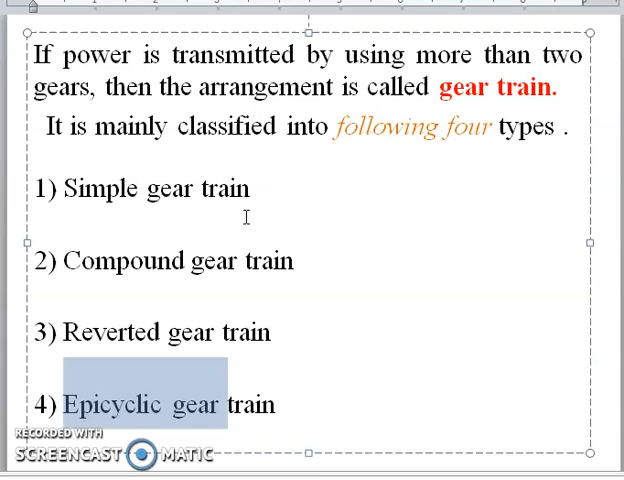 If power is transmitted by using more than two
gears, then the arrangement is called gear train.
It is mainly classified into following four types .
1) Simple gear train
2) Compound gear train
3) Reverted gear train
4) Epicyclic gear train
RECORDED WITH
SCREENCAST MATIC